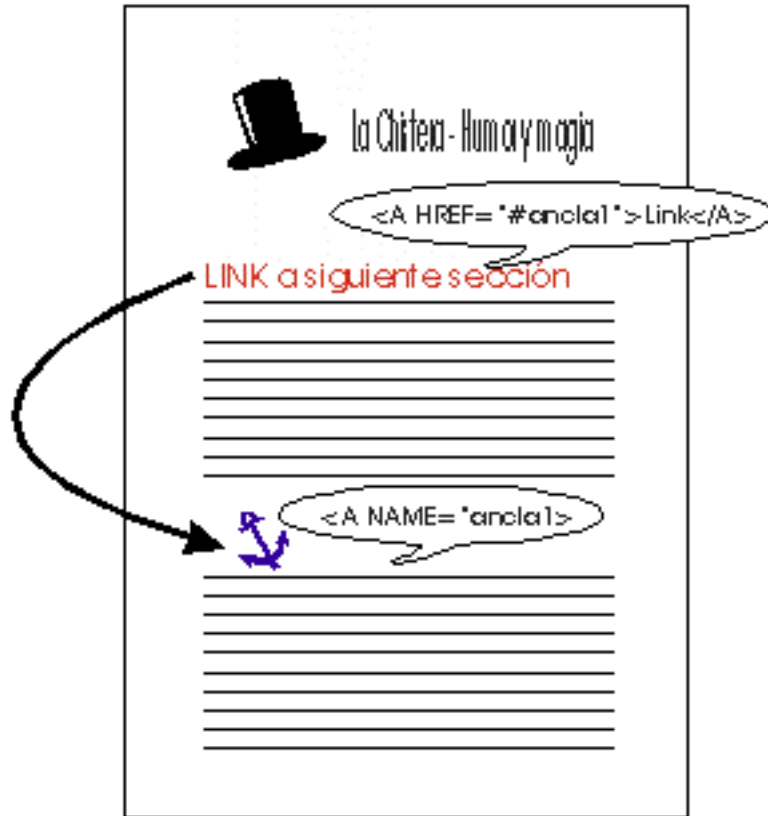 La Chistera - Humor y magia
<A HREF="#ancla1">Link</A>
LINK a siguiente sección
<A NAME="ancla1>